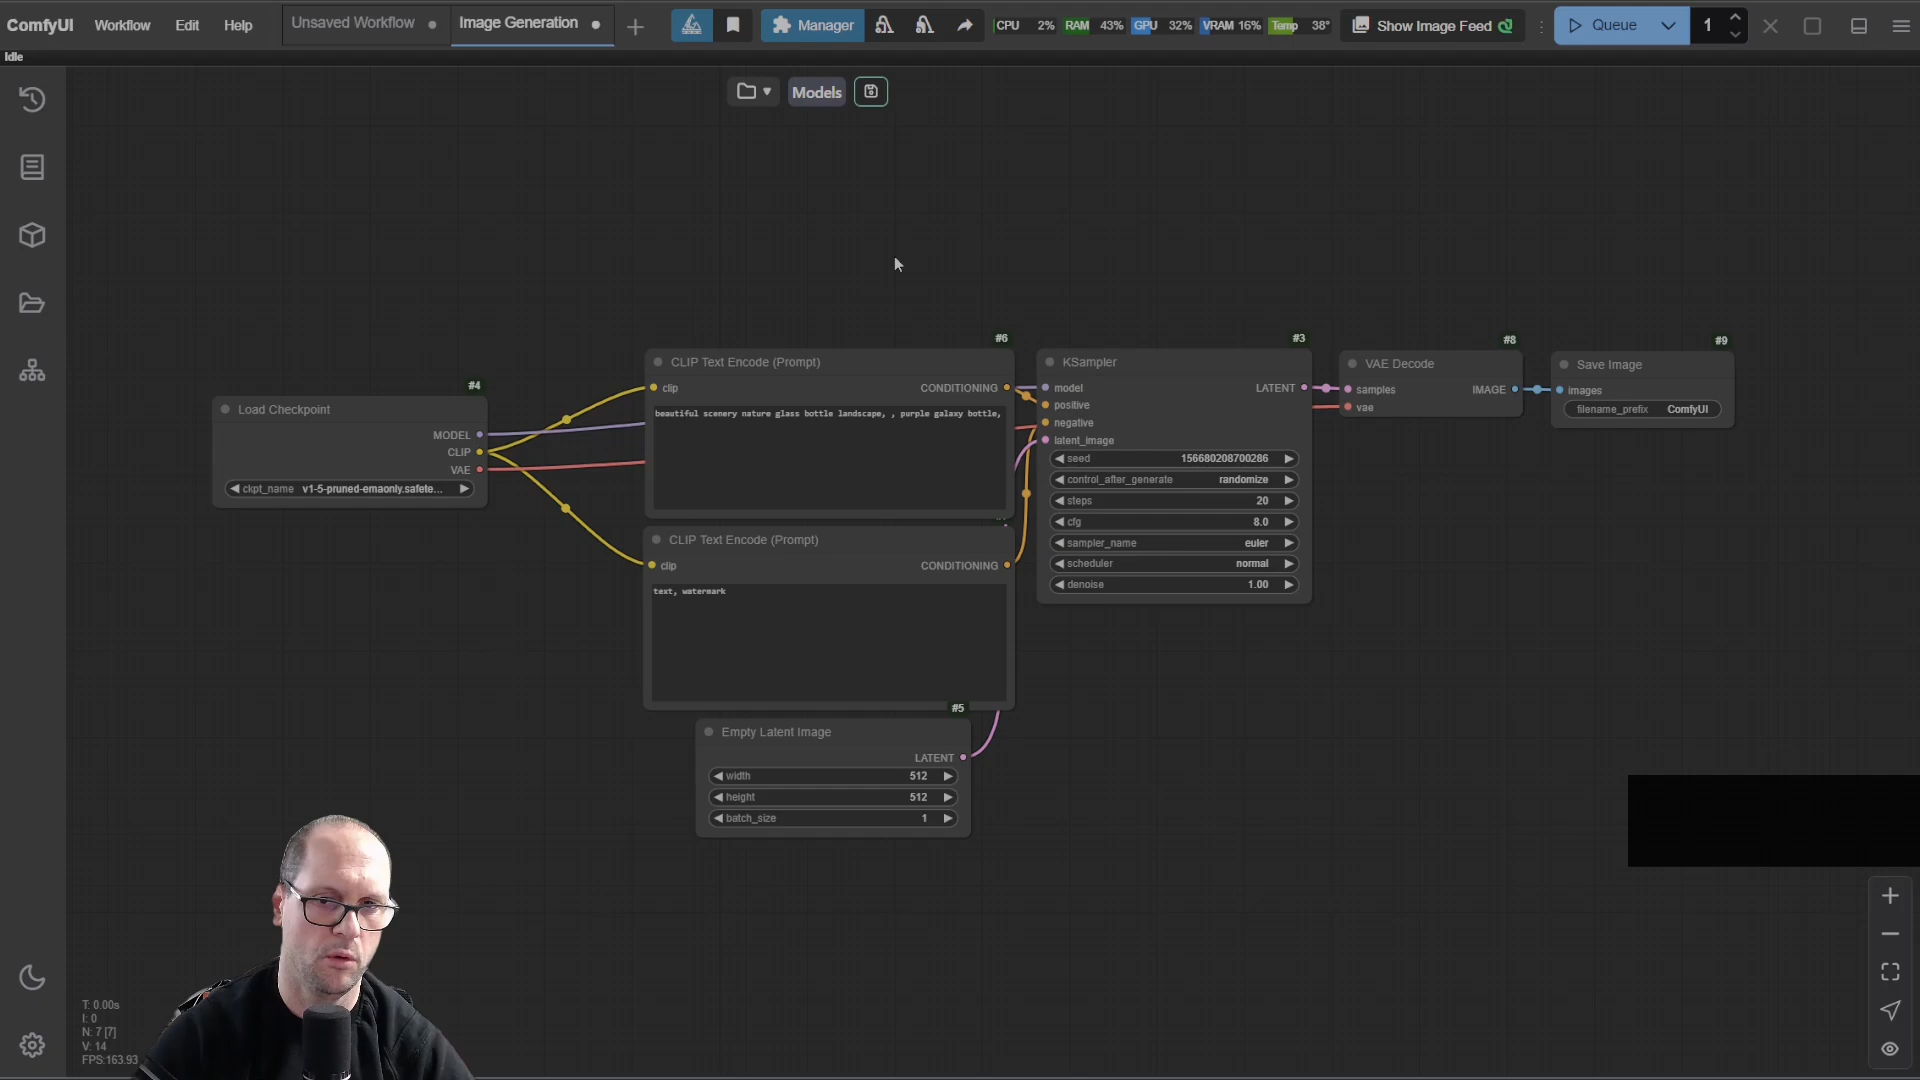 ComfyUI Workflow Edit Help Unsaved Workflow Image Generation Manager CPU 2% RAM 43% GPU 32% VRAM 16% Temp 38° Show Image Feed Queue 1
Idle
Models
#4
Load Checkpoint
MODEL
CLIP
VAE
ckpt_name v1-5-pruned-emaonly.safete...
#6
CLIP Text Encode (Prompt)
clip CONDITIONING
beautiful scenery nature glass bottle landscape, , purple galaxy bottle,
CLIP Text Encode (Prompt)
clip CONDITIONING
text, watermark
#5
Empty Latent Image
LATENT
width 512
height 512
batch_size 1
#3
KSampler
model LATENT
positive
negative
latent_image
seed 156680208700286
control_after_generate randomize
steps 20
cfg 8.0
sampler_name euler
scheduler normal
denoise 1.00
#8
VAE Decode
samples IMAGE
vae
#9
Save Image
images
filename_prefix ComfyUI
T: 0.00s
I: 0
N: 7 [7]
V: 14
FPS:163.93